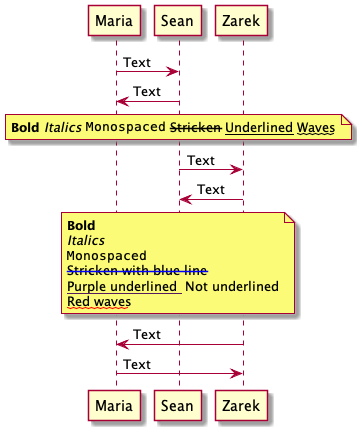 Maria Sean Zarek
Text
Text
Bold Italics Monospaced Stricken Underlined Waves
Text
Text
Bold
Italics
Monospaced
Stricken with blue line
Purple underlined Not underlined
Red waves
Text
Text
Maria Sean Zarek